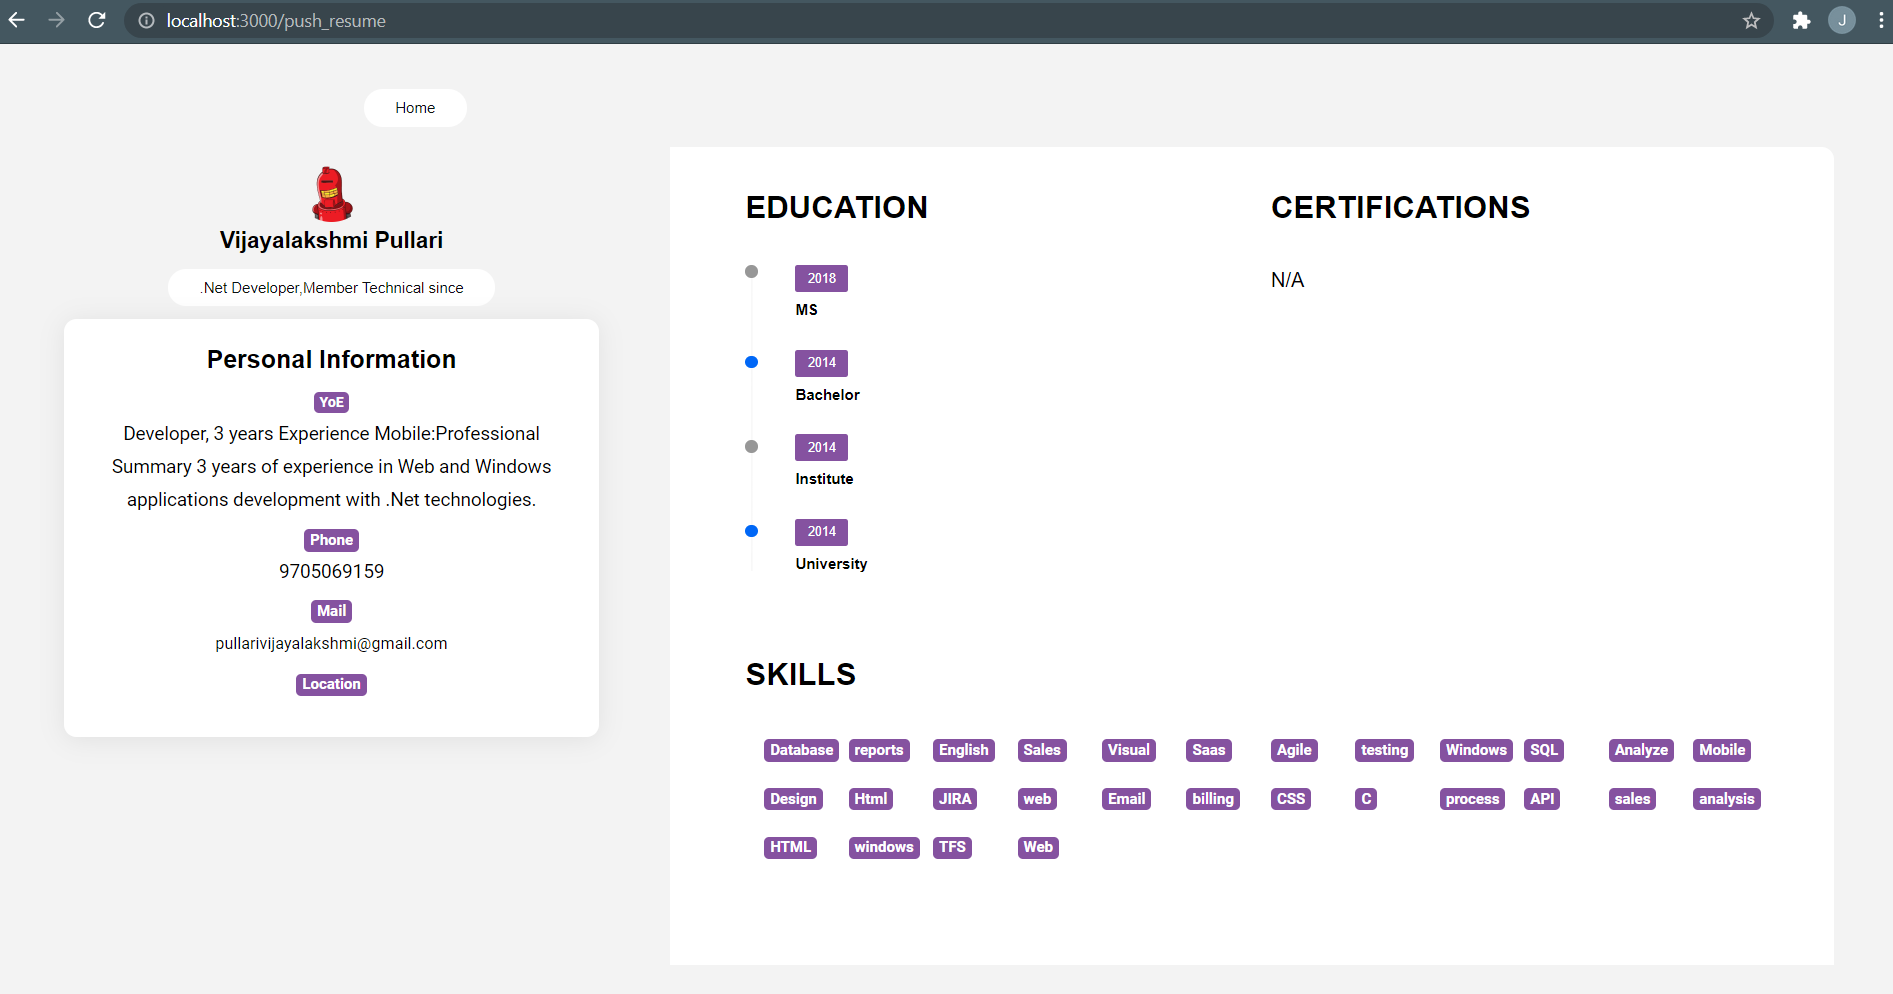 localhost:3000/push_resume
J
Home
Vijayalakshmi Pullari
.Net Developer,Member Technical since
Personal Information
YoE
Developer, 3 years Experience Mobile:Professional
Summary 3 years of experience in Web and Windows
applications development with .Net technologies.
Phone
9705069159
Mail
pullarivijayalakshmi@gmail.com
Location
EDUCATION
2018
MS
2014
Bachelor
2014
Institute
2014
University
CERTIFICATIONS
N/A
SKILLS
Database reports English Sales Visual Saas Agile testing Windows SQL Analyze Mobile
Design Html JIRA web Email billing CSS C process API sales analysis
HTML windows TFS Web